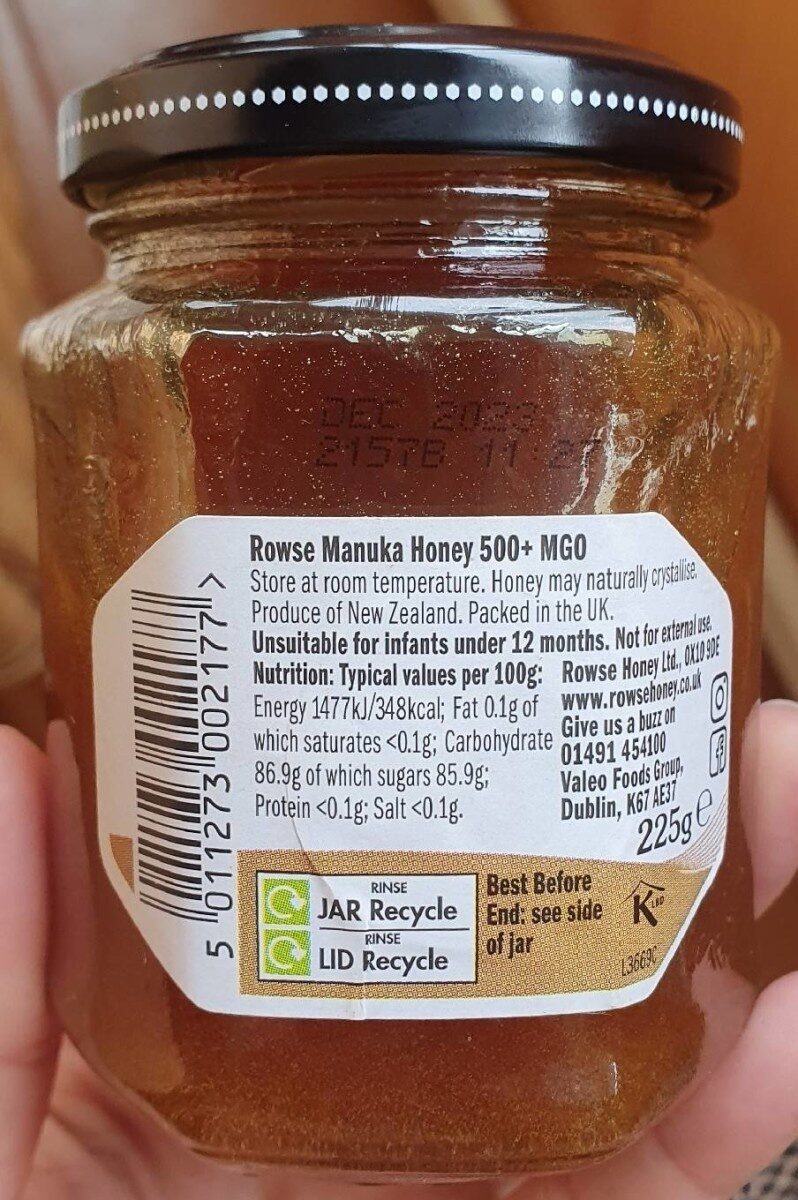 DEC 2023
2157B 11:27
Rowse Manuka Honey 500+ MGO
Store at room temperature. Honey may naturally crystallise.
Produce of New Zealand. Packed in the UK.
Unsuitable for infants under 12 months. Not for external use.
Nutrition: Typical values per 100g:
Energy 1477kJ/348kcal; Fat 0.1g of
which saturates <0.1g; Carbohydrate
86.9g of which sugars 85.9g;
Protein <0.1g; Salt <0.1g.
Rowse Honey Ltd., OX10 9DE
www.rowsehoney.co.uk
Give us a buzz on
01491 454100
Valeo Foods Group,
Dublin, K67 AE37
225g e
5 011273 002177 >
RINSE
JAR Recycle
RINSE
LID Recycle
Best Before
End: see side
of jar
K LBD
L3669C